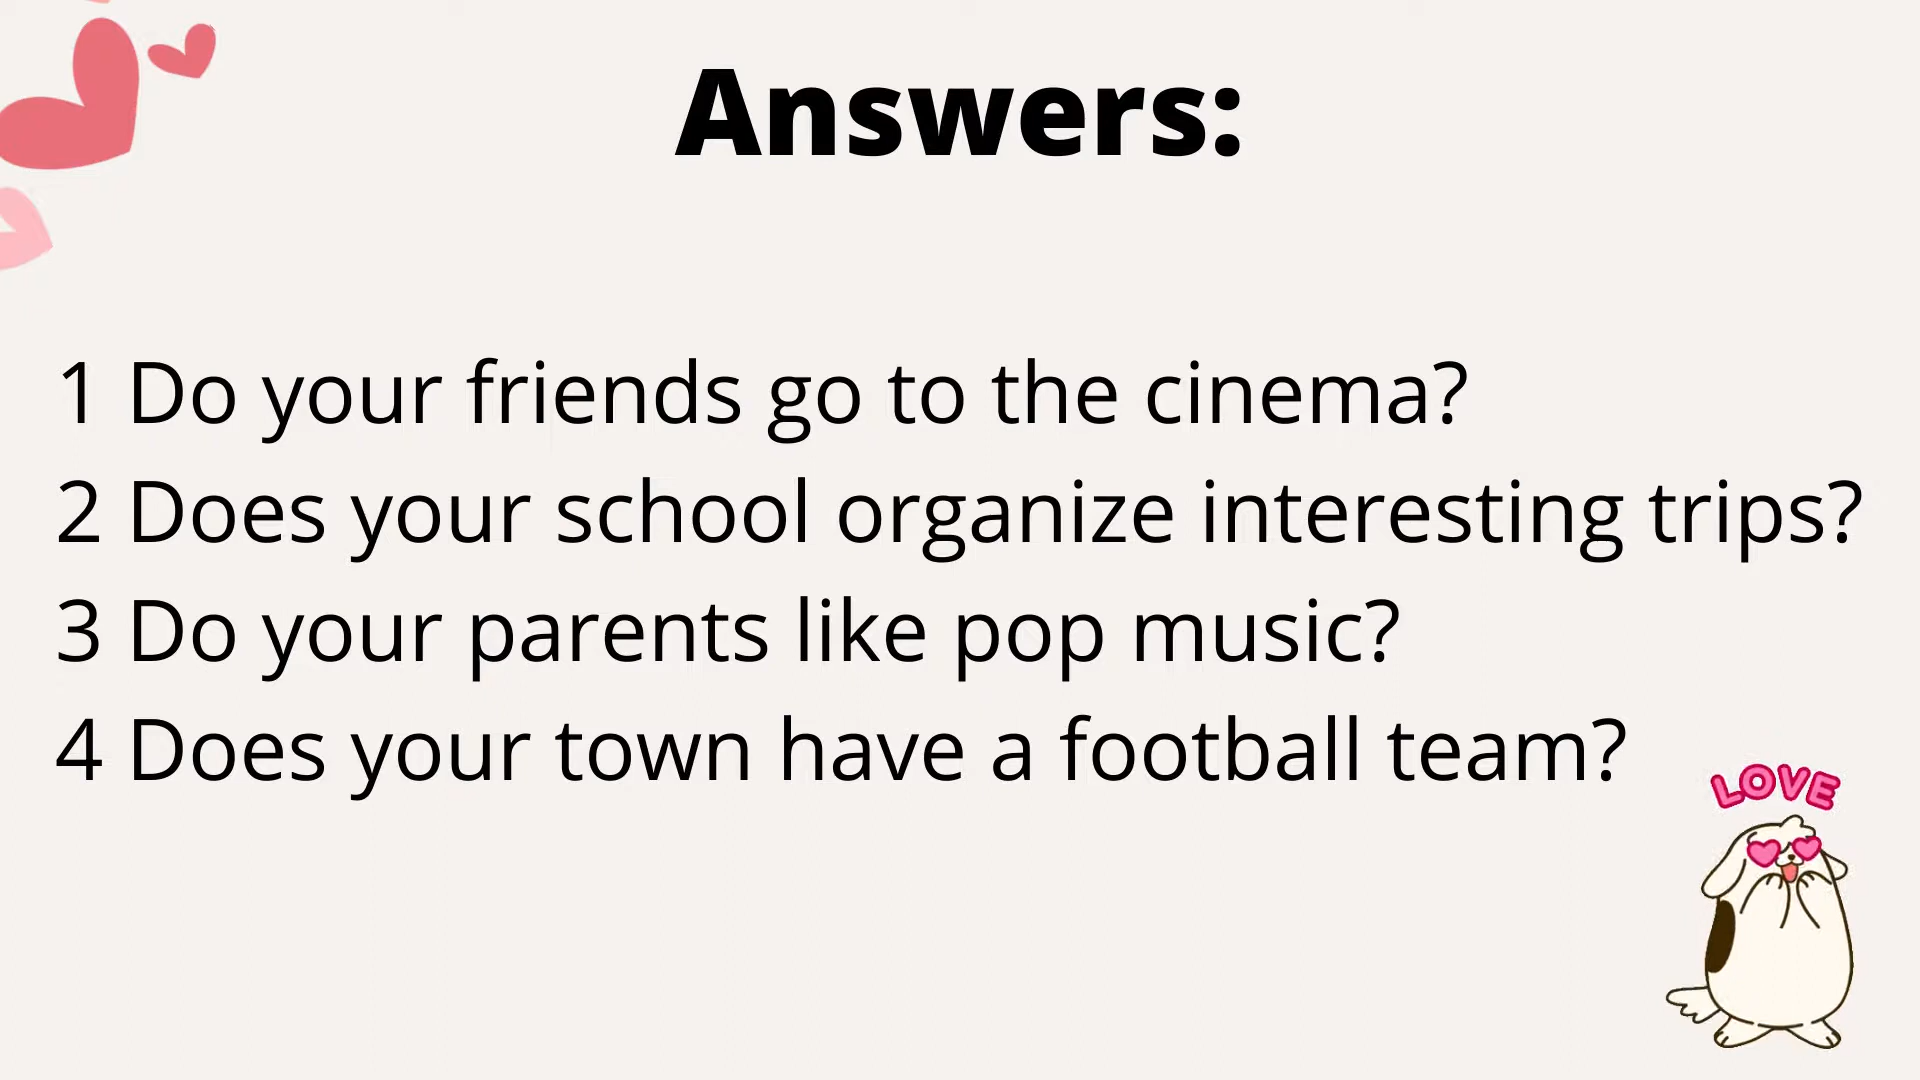 Answers:
1 Do your friends go to the cinema?
2 Does your school organize interesting trips?
3 Do your parents like pop music?
4 Does your town have a football team?
LOVE